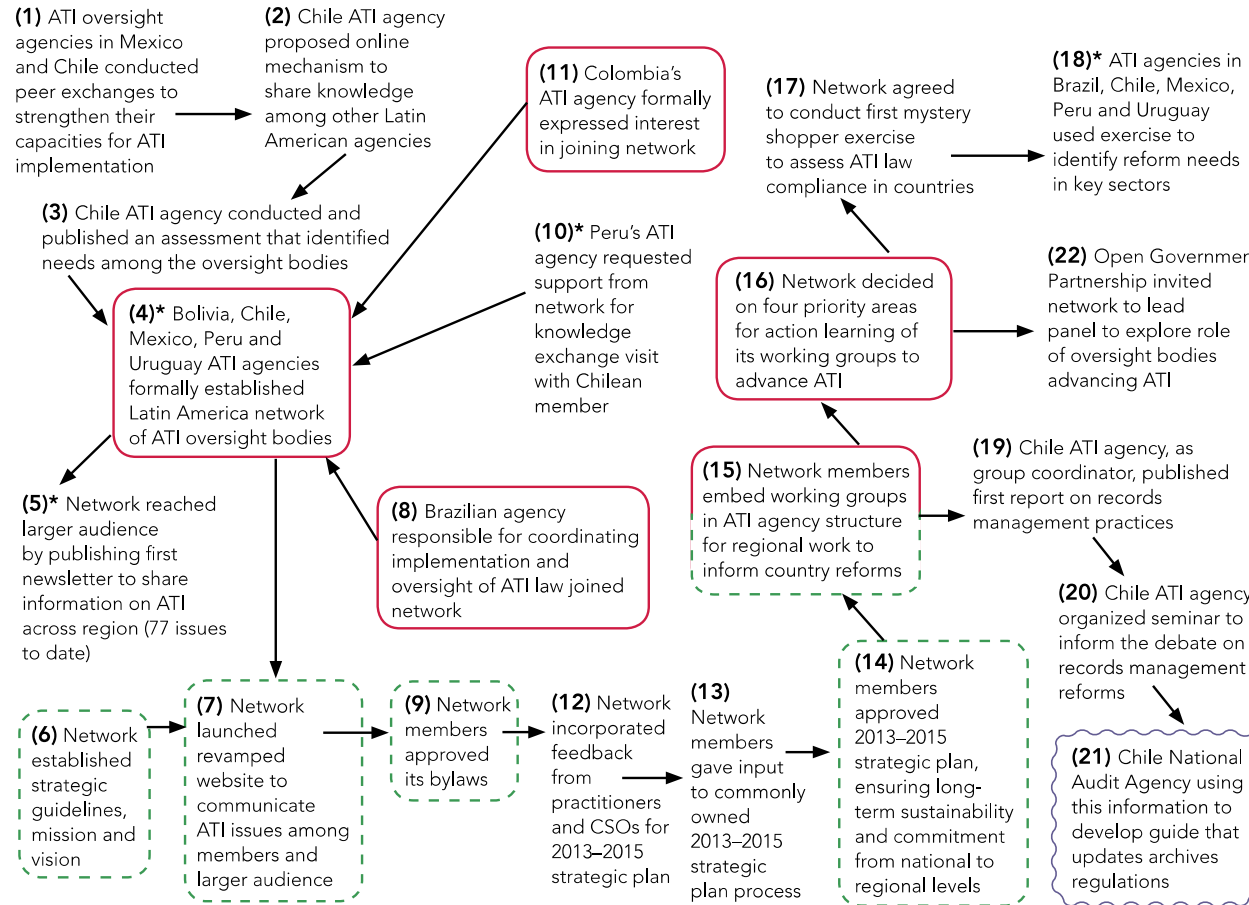 (1) ATI oversight
agencies in Mexico
and Chile conducted
peer exchanges to
strengthen their
capacities for ATI
implementation
(2) Chile ATI agency
proposed online
mechanism to
share knowledge
among other Latin
American agencies
(3) Chile ATI agency conducted and
published an assessment that identified
needs among the oversight bodies
(4)* Bolivia, Chile,
Mexico, Peru and
Uruguay ATI agencies
formally established
Latin America network
of ATI oversight bodies
(5)* Network reached
larger audience
by publishing first
newsletter to share
information on ATI
across region (77 issues
to date)
(6) Network
established
strategic
guidelines,
mission and
vision
(7) Network
launched
revamped
website to
communicate
ATI issues among
members and
larger audience
(8) Brazilian agency
responsible for coordinating
implementation and
oversight of ATI law joined
network
(9) Network
members
approved
its bylaws
(10)* Peru's ATI
agency requested
support from
network for
knowledge
exchange visit
with Chilean
member
(11) Colombia's
ATI agency formally
expressed interest
in joining network
(12) Network
incorporated
feedback
from
practitioners
and CSOs for
2013–2015
strategic plan
(13)
Network
members
gave input
to commonly
owned
2013–2015
strategic
plan process
(14) Network
members
approved
2013–2015
strategic plan,
ensuring long-
term sustainability
and commitment
from national to
regional levels
(15) Network members
embed working groups
in ATI agency structure
for regional work to
inform country reforms
(16) Network decided
on four priority areas
for action learning of
its working groups to
advance ATI
(17) Network agreed
to conduct first mystery
shopper exercise
to assess ATI law
compliance in countries
(18)* ATI agencies in
Brazil, Chile, Mexico,
Peru and Uruguay
used exercise to
identify reform needs
in key sectors
(19) Chile ATI agency, as
group coordinator, published
first report on records
management practices
(20) Chile ATI agency
organized seminar to
inform the debate on
records management
reforms
(21) Chile National
Audit Agency using
this information to
develop guide that
updates archives
regulations
(22) Open Governmen
Partnership invited
network to lead
panel to explore role
of oversight bodies
advancing ATI